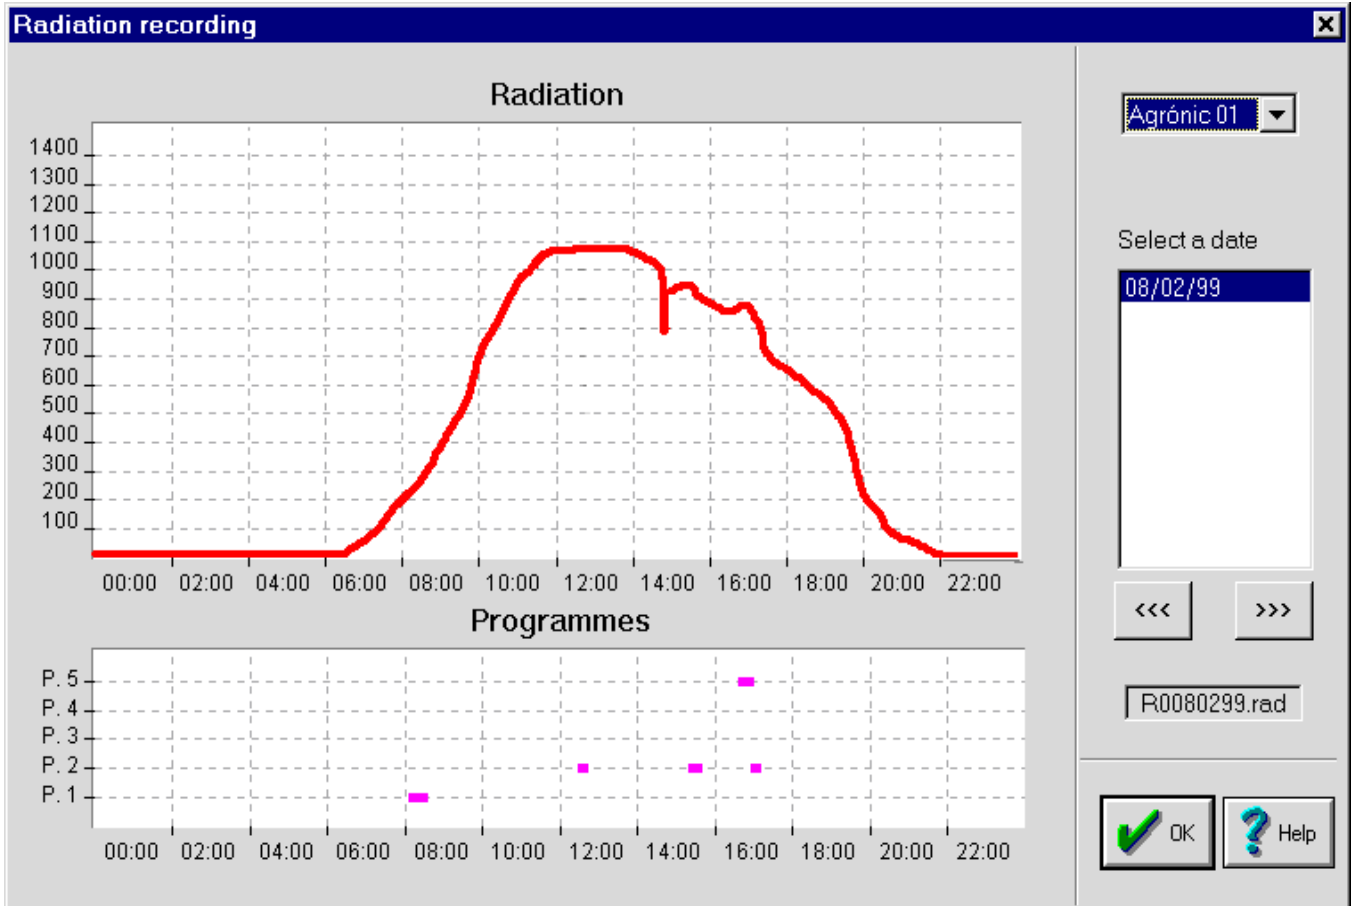 Radiation recording
Radiation
1400
1300
1200
1100
1000
900
800
700
600
500
400
300
200
100
00:00 02:00 04:00 06:00 08:00 10:00 12:00 14:00 16:00 18:00 20:00 22:00
Programmes
P. 5
P. 4
P. 3
P. 2
P. 1
00:00 02:00 04:00 06:00 08:00 10:00 12:00 14:00 16:00 18:00 20:00 22:00
Agrónic 01
Select a date
08/02/99
<<< >>>
R0080299.rad
OK Help